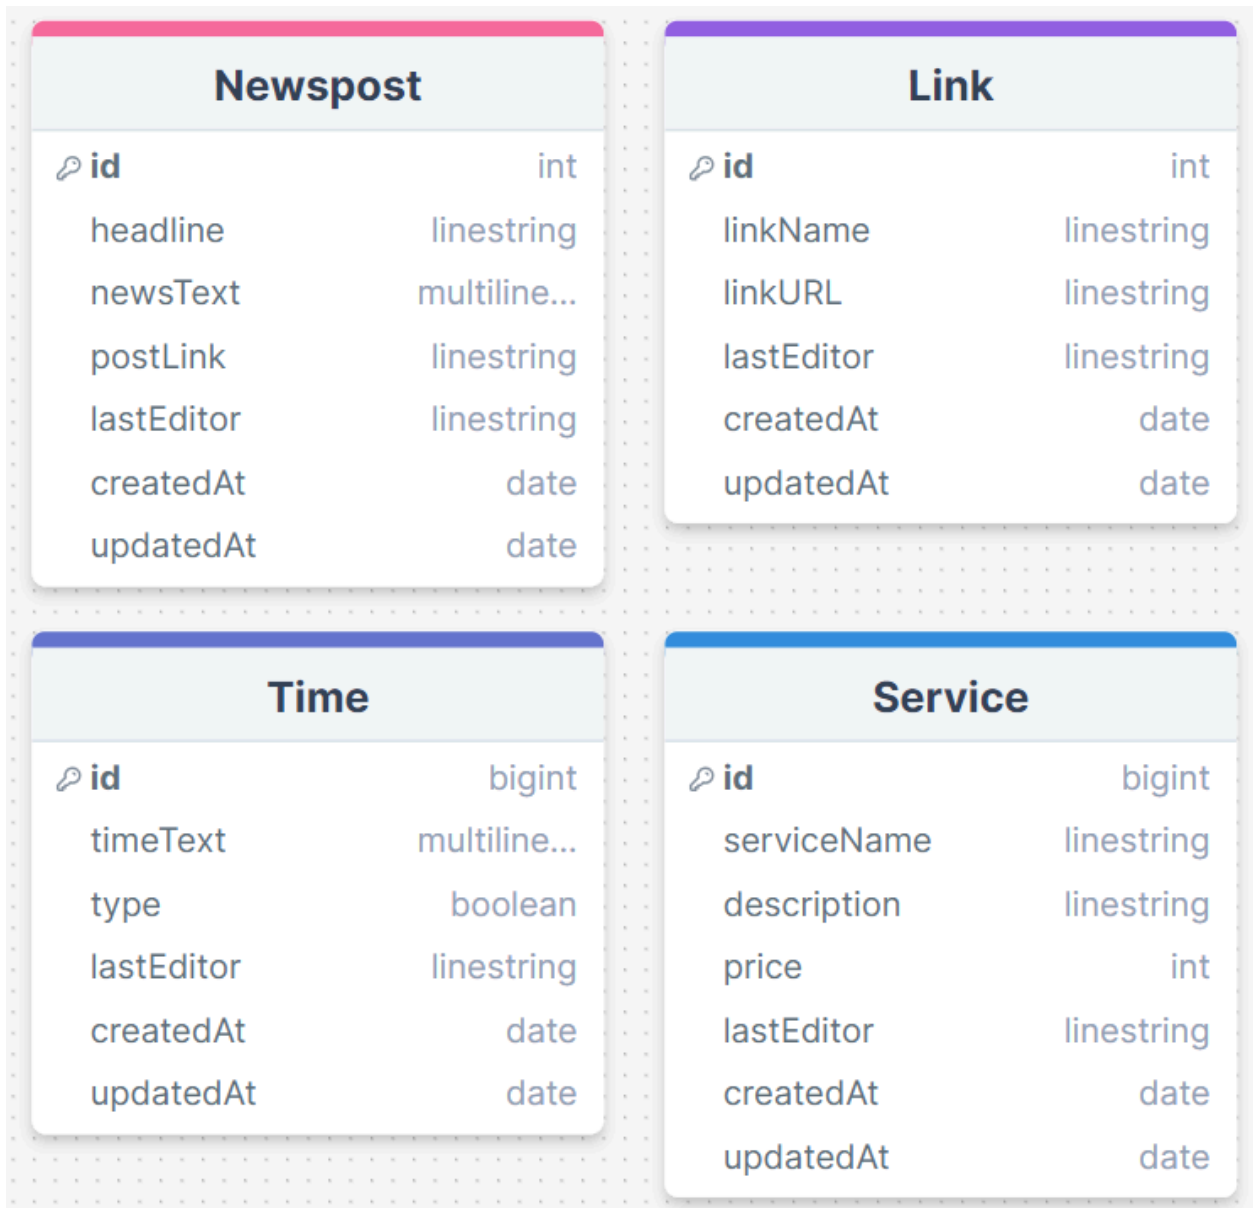 Newspost
id int
headline linestring
newsText multiline...
postLink linestring
lastEditor linestring
createdAt date
updatedAt date
Link
id int
linkName linestring
linkURL linestring
lastEditor linestring
createdAt date
updatedAt date
Time
id bigint
timeText multiline...
type boolean
lastEditor linestring
createdAt date
updatedAt date
Service
id bigint
serviceName linestring
description linestring
price int
lastEditor linestring
createdAt date
updatedAt date